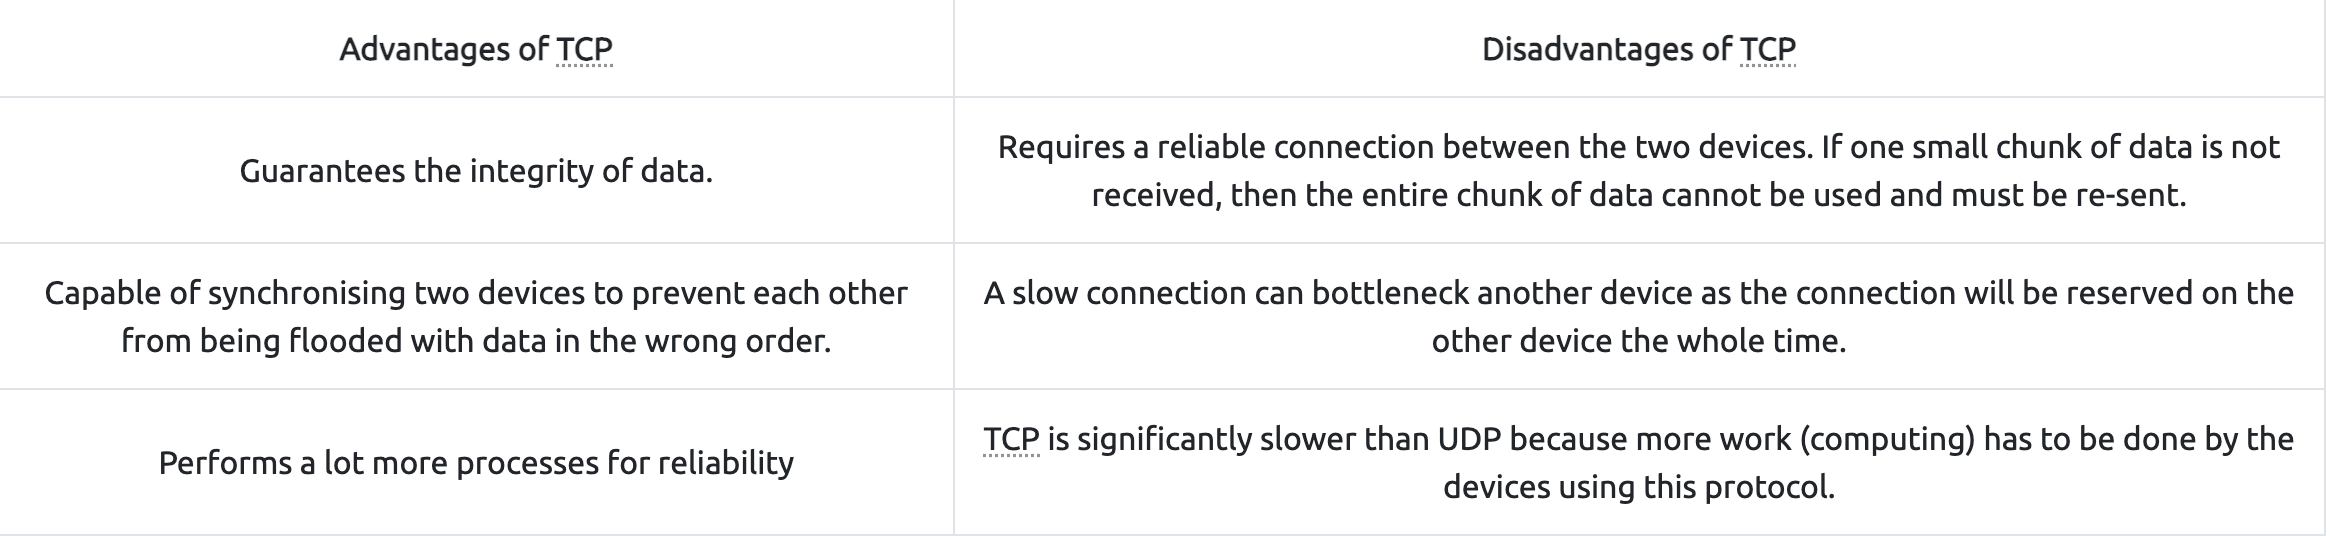 Advantages of TCP
Disadvantages of TCP
Guarantees the integrity of data.
Requires a reliable connection between the two devices. If one small chunk of data is not
received, then the entire chunk of data cannot be used and must be re-sent.
Capable of synchronising two devices to prevent each other
from being flooded with data in the wrong order.
A slow connection can bottleneck another device as the connection will be reserved on the
other device the whole time.
Performs a lot more processes for reliability
TCP is significantly slower than UDP because more work (computing) has to be done by the
devices using this protocol.